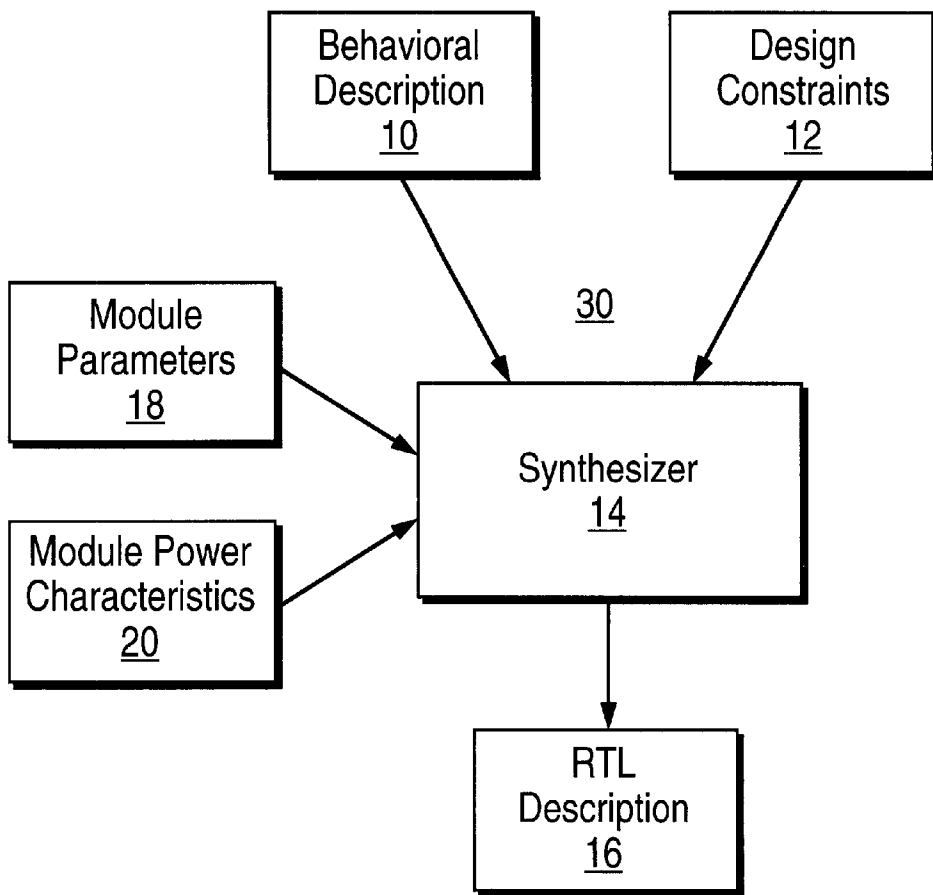 Behavioral
Description
10
Design
Constraints
12
30
Module
Parameters
18
Synthesizer
14
Module Power
Characteristics
20
RTL
Description
16